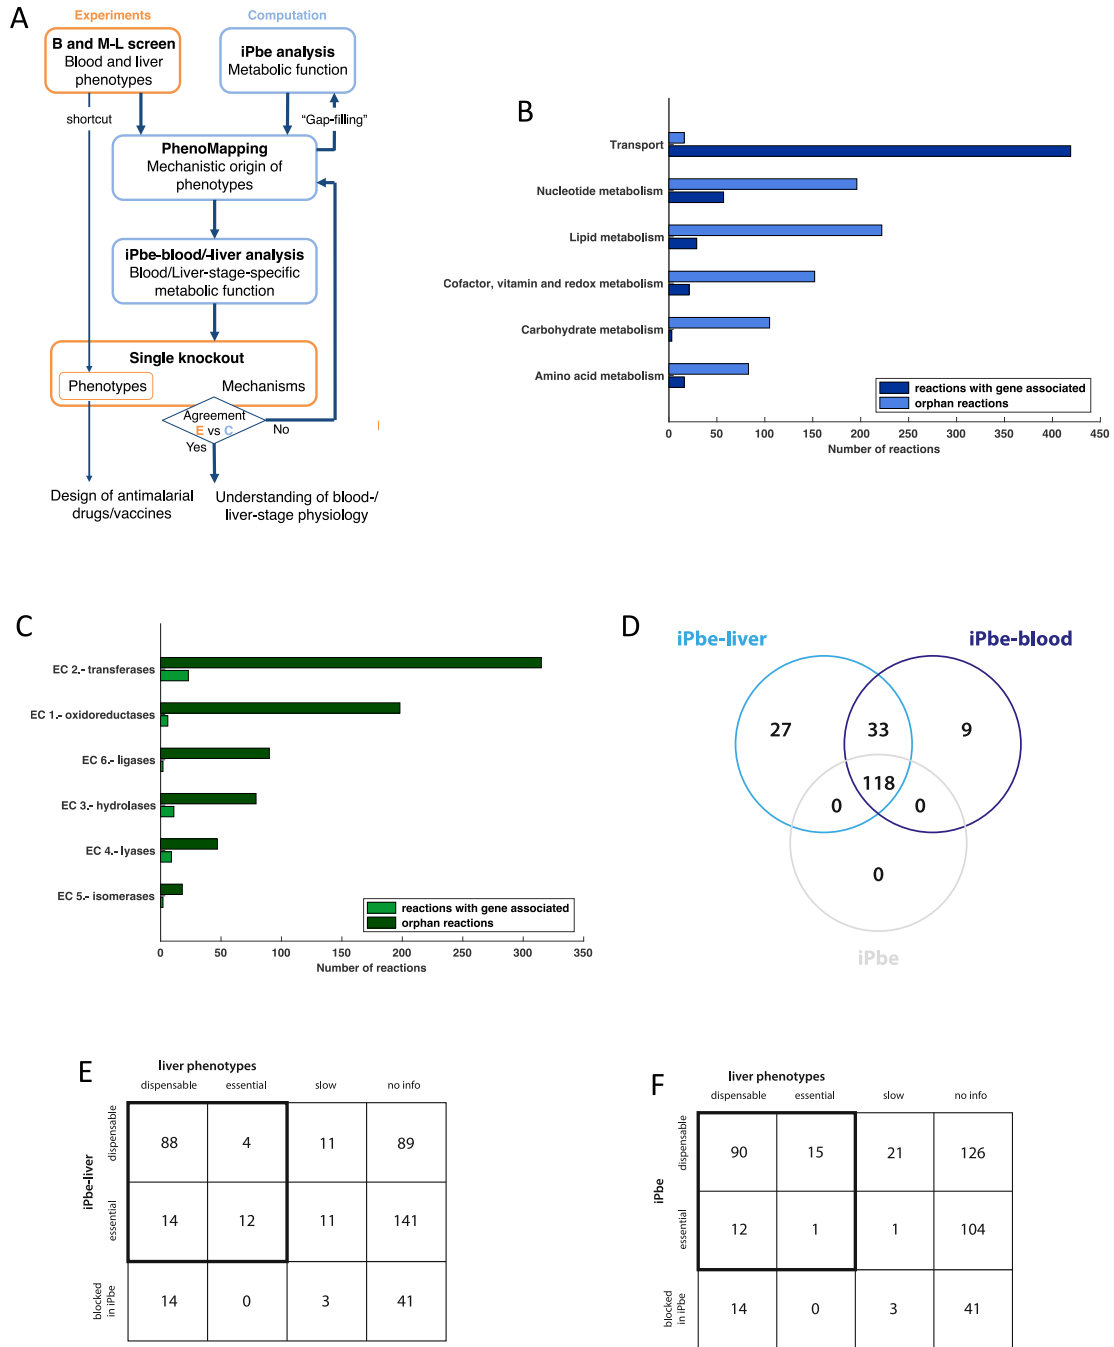 A
Experiments
Computation
B and M-L screen
Blood and liver
phenotypes
iPbe analysis
Metabolic function
shortcut
“Gap-filling”
PhenoMapping
Mechanistic origin of
phenotypes
iPbe-blood/-liver analysis
Blood/Liver-stage-specific
metabolic function
Single knockout
Phenotypes
Mechanisms
Agreement
E vs C
No
Yes
Design of antimalarial
drugs/vaccines
Understanding of blood-/
liver-stage physiology
B
Transport
Nucleotide metabolism
Lipid metabolism
Cofactor, vitamin and redox metabolism
Carbohydrate metabolism
Amino acid metabolism
reactions with gene associated
orphan reactions
0 50 100 150 200 250 300 350 400 450
Number of reactions
C
EC 2.- transferases
EC 1.- oxidoreductases
EC 6.- ligases
EC 3.- hydrolases
EC 4.- lyases
EC 5.- isomerases
reactions with gene associated
orphan reactions
0 50 100 150 200 250 300 350
Number of reactions
D
iPbe-liver
iPbe-blood
27 33 9
118
0 0
0
iPbe
E
liver phenotypes
dispensable essential slow no info
iPbe-liver
dispensable
88 4 11 89
essential
14 12 11 141
blocked
in iPbe
14 0 3 41
F
liver phenotypes
dispensable essential slow no info
iPbe
dispensable
90 15 21 126
essential
12 1 1 104
blocked
in iPbe
14 0 3 41